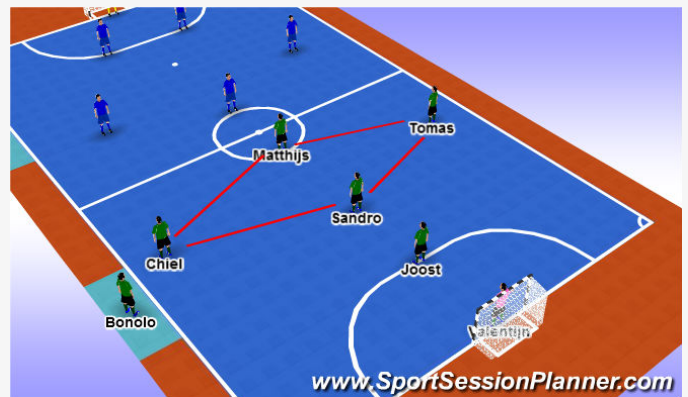 Tomas
Matthijs
Sandro
Chiel
Joost
Bonolo
Valentijn
www.SportSessionPlanner.com